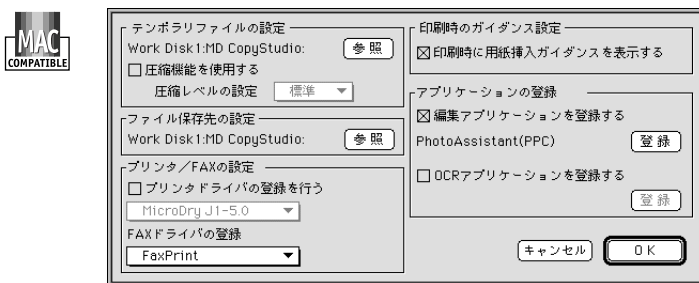 MAC
COMPATIBLE
テンポラリファイルの設定
Work Disk1:MD CopyStudio:
参照
圧縮機能を使用する
圧縮レベルの設定
標準
ファイル保存先の設定
Work Disk1:MD CopyStudio:
参照
プリンタ/FAXの設定
プリンタドライバの登録を行う
MicroDry J1-5.0
FAXドライバの登録
FaxPrint
印刷時のガイダンス設定
印刷時に用紙挿入ガイダンスを表示する
アプリケーションの登録
編集アプリケーションを登録する
PhotoAssistant(PPC)
登録
OCRアプリケーションを登録する
登録
キャンセル
OK